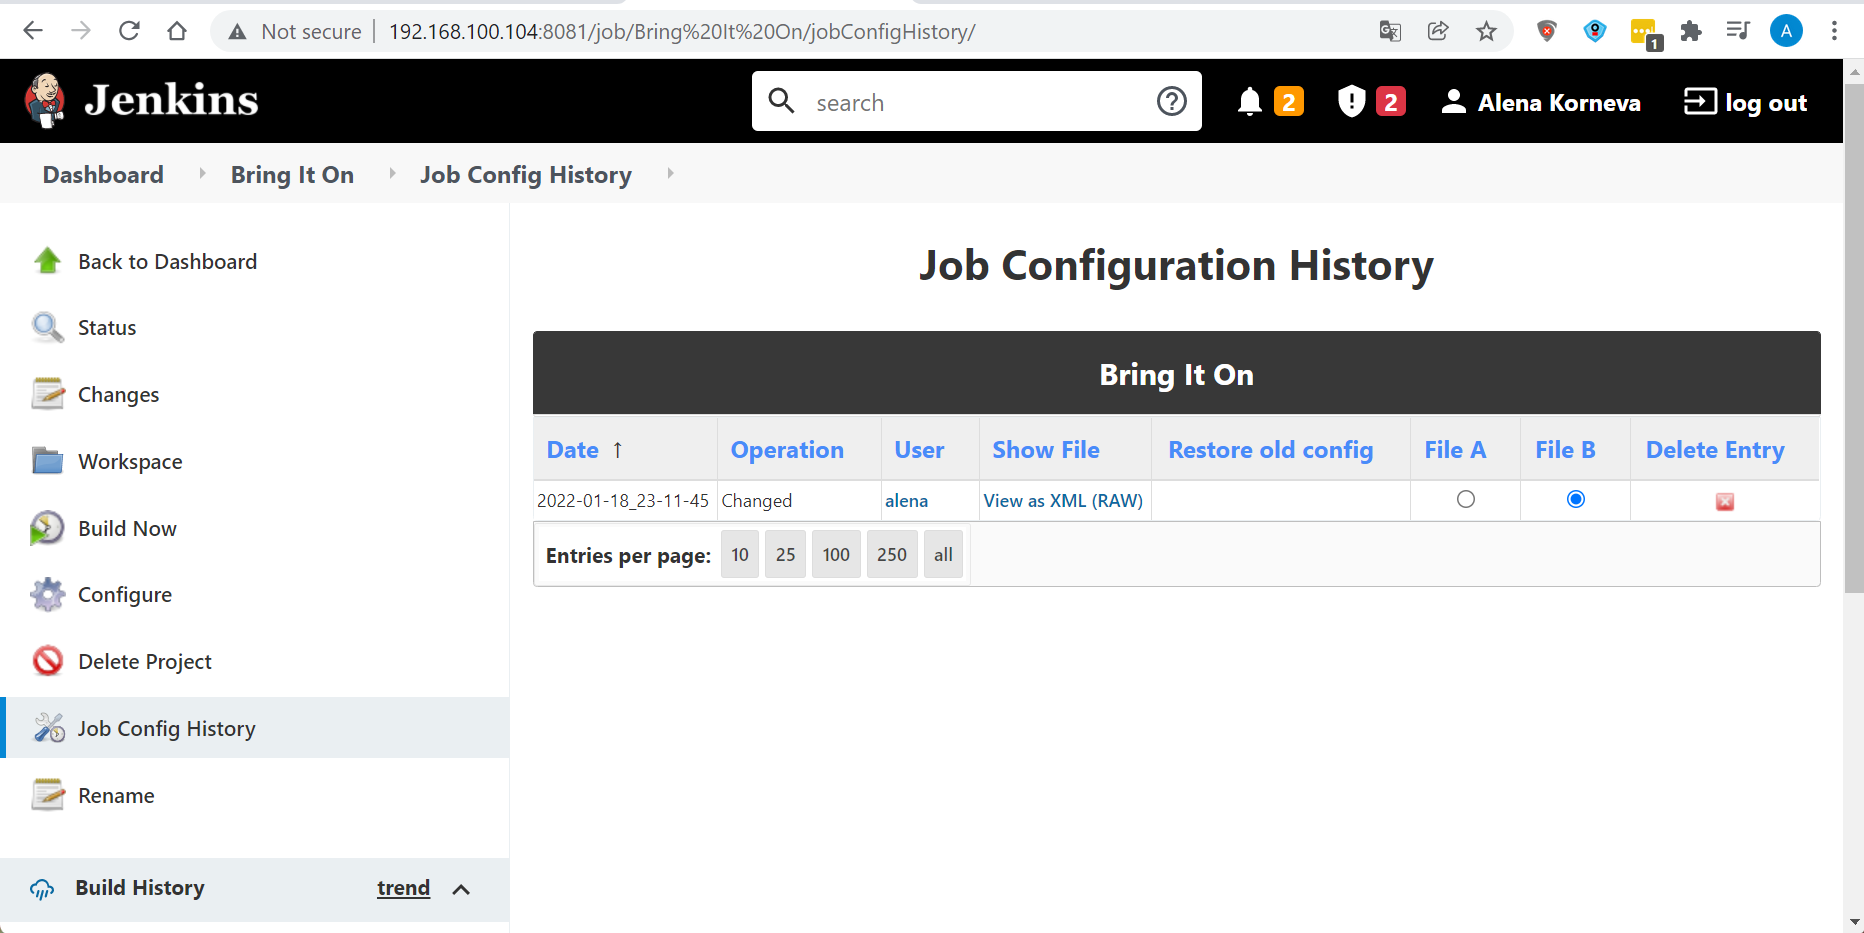 Not secure 192.168.100.104:8081/job/Bring%20It%20On/jobConfigHistory/
1
A
Jenkins
search
2
2
Alena Korneva
log out
Dashboard Bring It On Job Config History
Back to Dashboard
Status
Changes
Workspace
Build Now
Configure
Delete Project
Job Config History
Rename
Build History trend
Job Configuration History
Bring It On
Date ↑ Operation User Show File Restore old config File A File B Delete Entry
2022-01-18_23-11-45 Changed alena View as XML (RAW)
Entries per page: 10 25 100 250 all